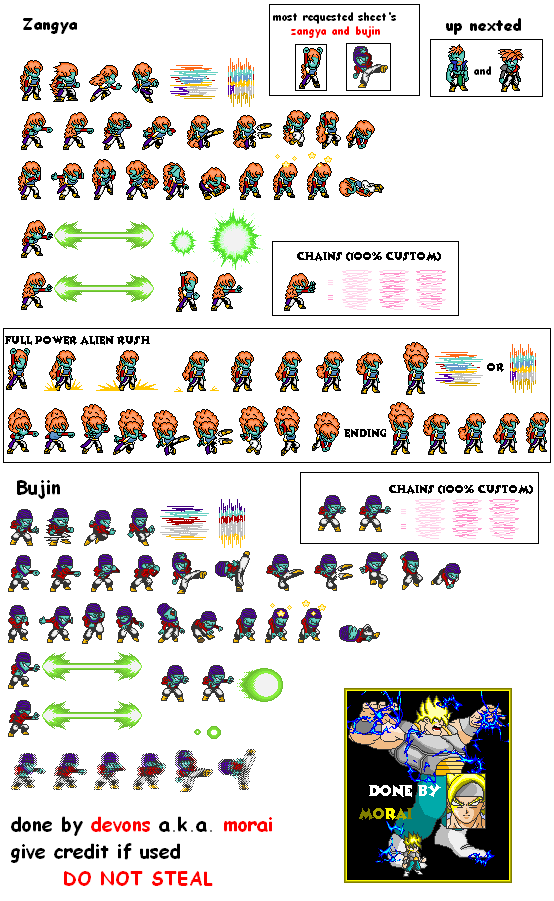 Zangya
most requested sheet's
zangya and bujin
up nexted
and
CHAINS (100% CUSTOM)
=
=
FULL POWER ALIEN RUSH
OR
ENDING
Bujin
CHAINS (100% CUSTOM)
=
=
DONE BY
MORAI
done by devons a.k.a. morai
give credit if used
DO NOT STEAL